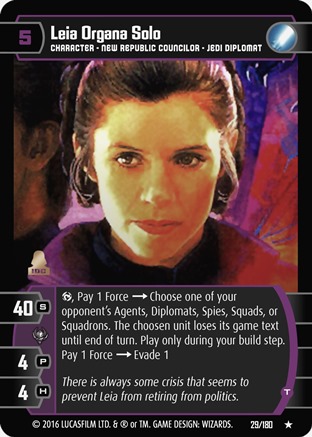 5
Leia Organa Solo
CHARACTER • NEW REPUBLIC COUNCILOR • JEDI DIPLOMAT
40 S
4 P
4 H
, Pay 1 Force → Choose one of your
opponent's Agents, Diplomats, Spies, Squads, or
Squadrons. The choosen unit loses its game text
until end of turn. Play only during your build step.
Pay 1 Force → Evade 1
There is always some crisis that seems to
prevent Leia from retiring from politics.
T
© 2016 LUCASFILM LTD. & ® OR TM. GAME DESIGN: WIZARDS.
29/180 ★